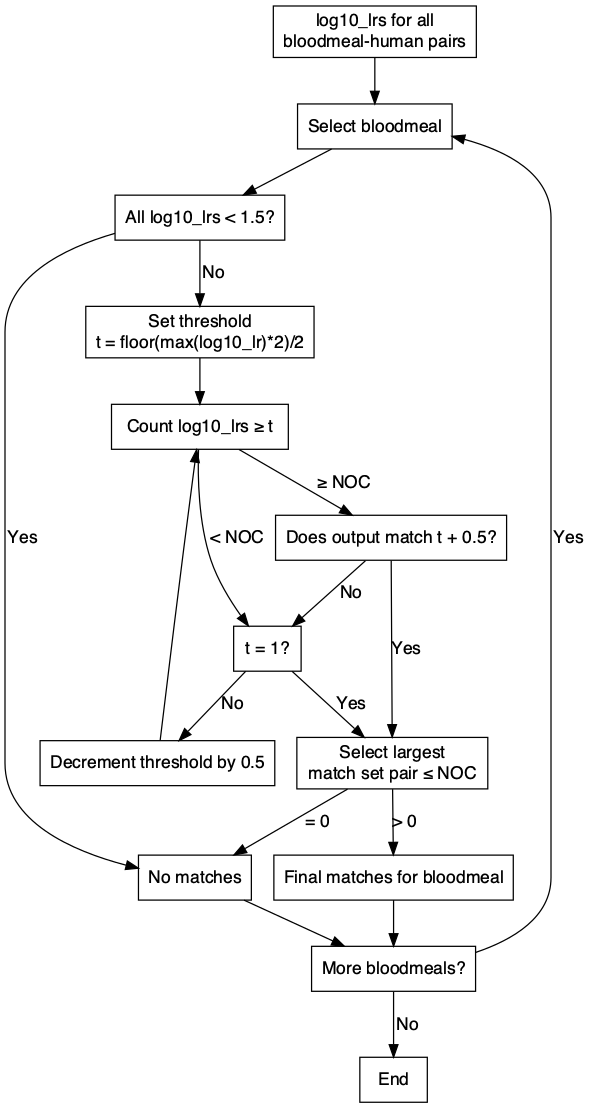 log10_lrs for all
bloodmeal-human pairs
Select bloodmeal
All log10_lrs < 1.5?
No
Set threshold
t = floor(max(log10_lr)*2)/2
Count log10_lrs ≥ t
≥ NOC
Does output match t + 0.5?
Yes
< NOC
Yes
No
t = 1?
Yes
No
Yes
Decrement threshold by 0.5
Select largest
match set pair ≤ NOC
= 0
> 0
No matches
Final matches for bloodmeal
More bloodmeals?
No
End